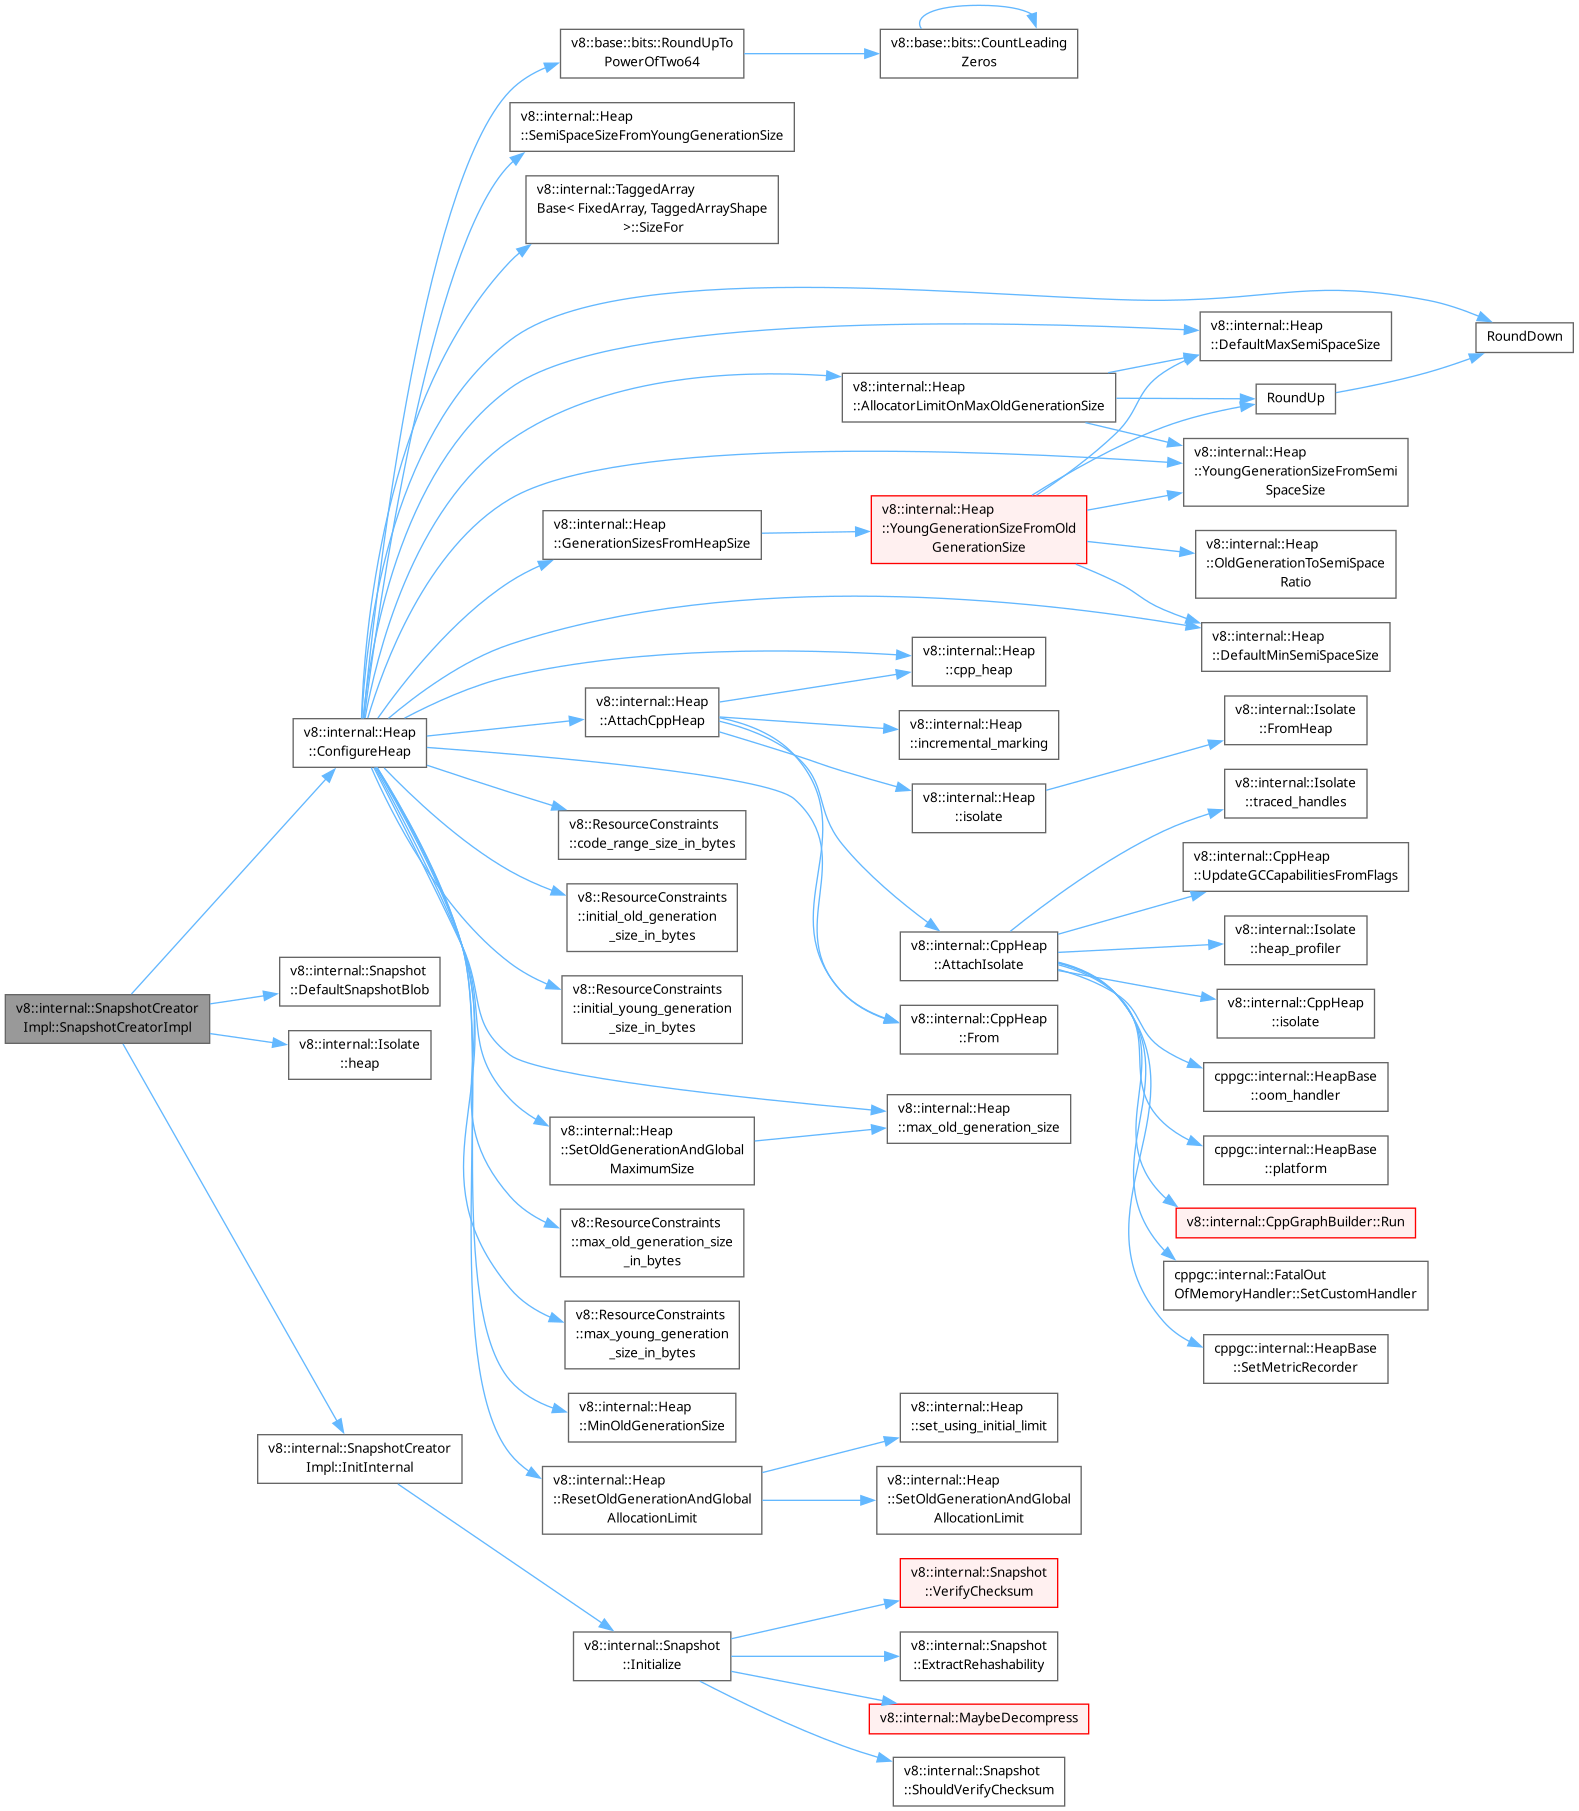 v8::base::bits::RoundUpTo
PowerOfTwo64
v8::base::bits::CountLeading
Zeros
v8::internal::Heap
::SemiSpaceSizeFromYoungGenerationSize
v8::internal::TaggedArray
Base< FixedArray, TaggedArrayShape
>::SizeFor
v8::internal::Heap
::DefaultMaxSemiSpaceSize
RoundDown
v8::internal::Heap
::AllocatorLimitOnMaxOldGenerationSize
RoundUp
v8::internal::Heap
::YoungGenerationSizeFromSemi
SpaceSize
v8::internal::Heap
::GenerationSizesFromHeapSize
v8::internal::Heap
::YoungGenerationSizeFromOld
GenerationSize
v8::internal::Heap
::OldGenerationToSemiSpace
Ratio
v8::internal::Heap
::DefaultMinSemiSpaceSize
v8::internal::Heap
::cpp_heap
v8::internal::Heap
::AttachCppHeap
v8::internal::Heap
::ConfigureHeap
v8::internal::Heap
::incremental_marking
v8::internal::Isolate
::FromHeap
v8::internal::Heap
::isolate
v8::internal::Isolate
::traced_handles
v8::ResourceConstraints
::code_range_size_in_bytes
v8::internal::CppHeap
::UpdateGCCapabilitiesFromFlags
v8::ResourceConstraints
::initial_old_generation
_size_in_bytes
v8::internal::CppHeap
::AttachIsolate
v8::internal::Isolate
::heap_profiler
v8::internal::Snapshot
::DefaultSnapshotBlob
v8::internal::SnapshotCreator
Impl::SnapshotCreatorImpl
v8::ResourceConstraints
::initial_young_generation
_size_in_bytes
v8::internal::CppHeap
::isolate
v8::internal::Isolate
::heap
v8::internal::CppHeap
::From
cppgc::internal::HeapBase
::oom_handler
v8::internal::Heap
::max_old_generation_size
v8::internal::Heap
::SetOldGenerationAndGlobal
MaximumSize
cppgc::internal::HeapBase
::platform
v8::internal::CppGraphBuilder::Run
v8::ResourceConstraints
::max_old_generation_size
_in_bytes
cppgc::internal::FatalOut
OfMemoryHandler::SetCustomHandler
v8::ResourceConstraints
::max_young_generation
_size_in_bytes
cppgc::internal::HeapBase
::SetMetricRecorder
v8::internal::Heap
::MinOldGenerationSize
v8::internal::Heap
::set_using_initial_limit
v8::internal::SnapshotCreator
Impl::InitInternal
v8::internal::Heap
::ResetOldGenerationAndGlobal
AllocationLimit
v8::internal::Heap
::SetOldGenerationAndGlobal
AllocationLimit
v8::internal::Snapshot
::VerifyChecksum
v8::internal::Snapshot
::Initialize
v8::internal::Snapshot
::ExtractRehashability
v8::internal::MaybeDecompress
v8::internal::Snapshot
::ShouldVerifyChecksum